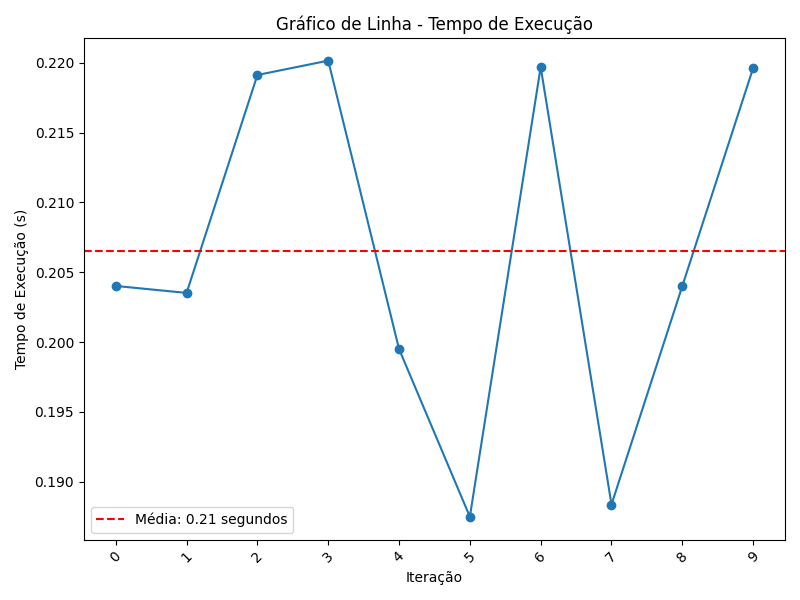 Gráfico de Linha - Tempo de Execução
Tempo de Execução (s)
0.220
0.215
0.210
0.205
0.200
0.195
0.190
Média: 0.21 segundos
0 1 2 3 4 5 6 7 8 9
Iteração